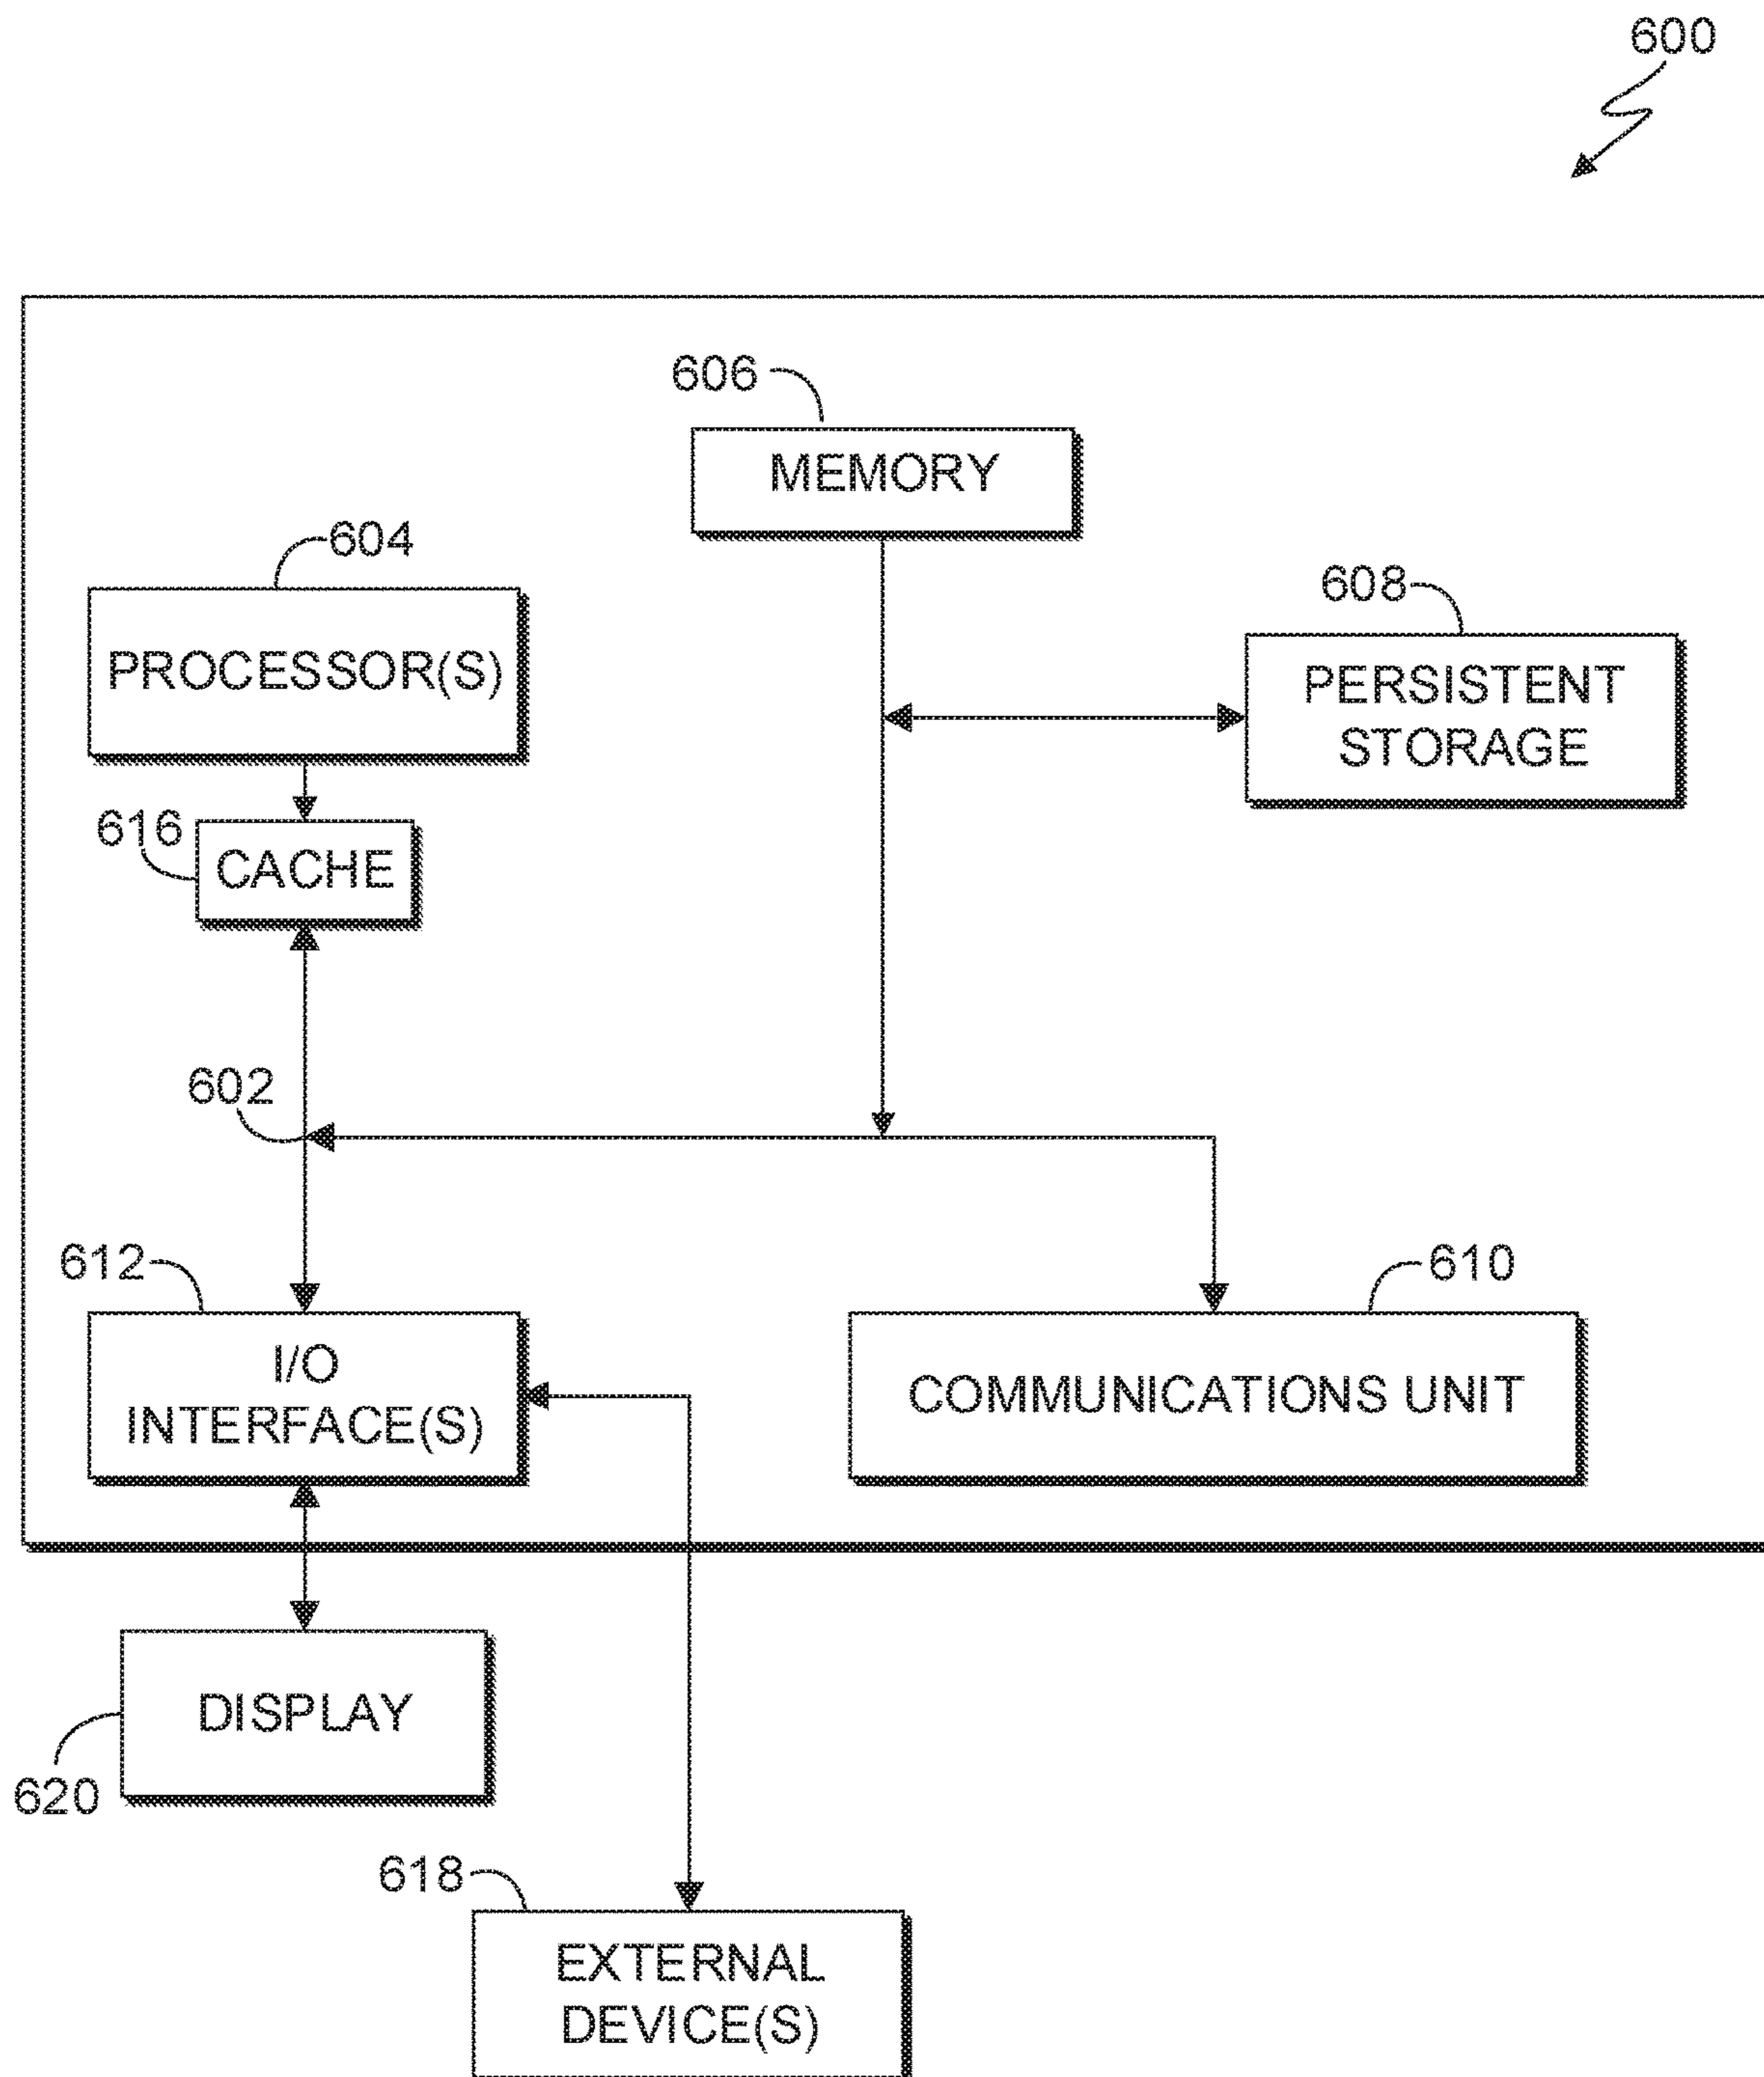 600
606
MEMORY
604
608
PROCESSOR(S)
PERSISTENT
STORAGE
616
CACHE
602
612
610
I/O
INTERFACE(S)
COMMUNICATIONS UNIT
DISPLAY
620
618
EXTERNAL
DEVICE(S)